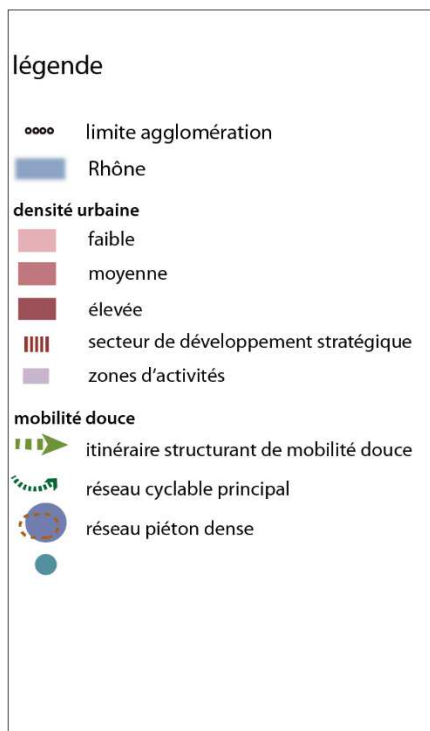 légende
limite agglomération
Rhône
densité urbaine
faible
moyenne
élevée
secteur de développement stratégique
zones d'activités
mobilité douce
itinéraire structurant de mobilité douce
réseau cyclable principal
réseau piéton dense